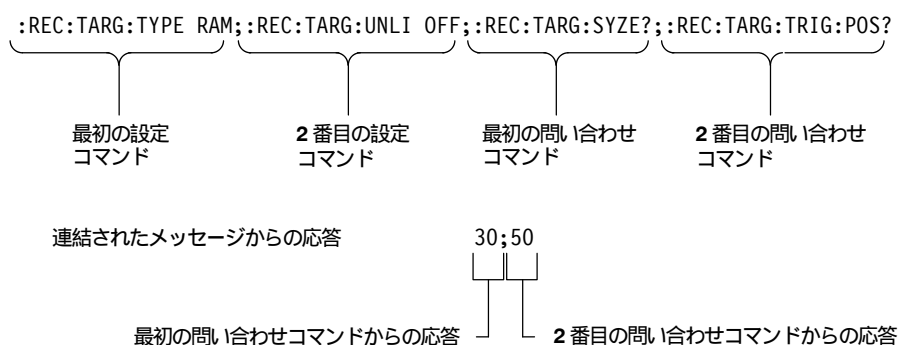 :REC:TARG:TYPE RAM;:REC:TARG:UNLI OFF;:REC:TARG:SYZE?;:REC:TARG:TRIG:POS?
最初の設定 2 番目の設定 最初の問い合わせ 2 番目の問い合わせ
コマンド コマンド コマンド コマンド
連結されたメッセージからの応答 30;50
最初の問い合わせコマンドからの応答 2 番目の問い合わせコマンドからの応答